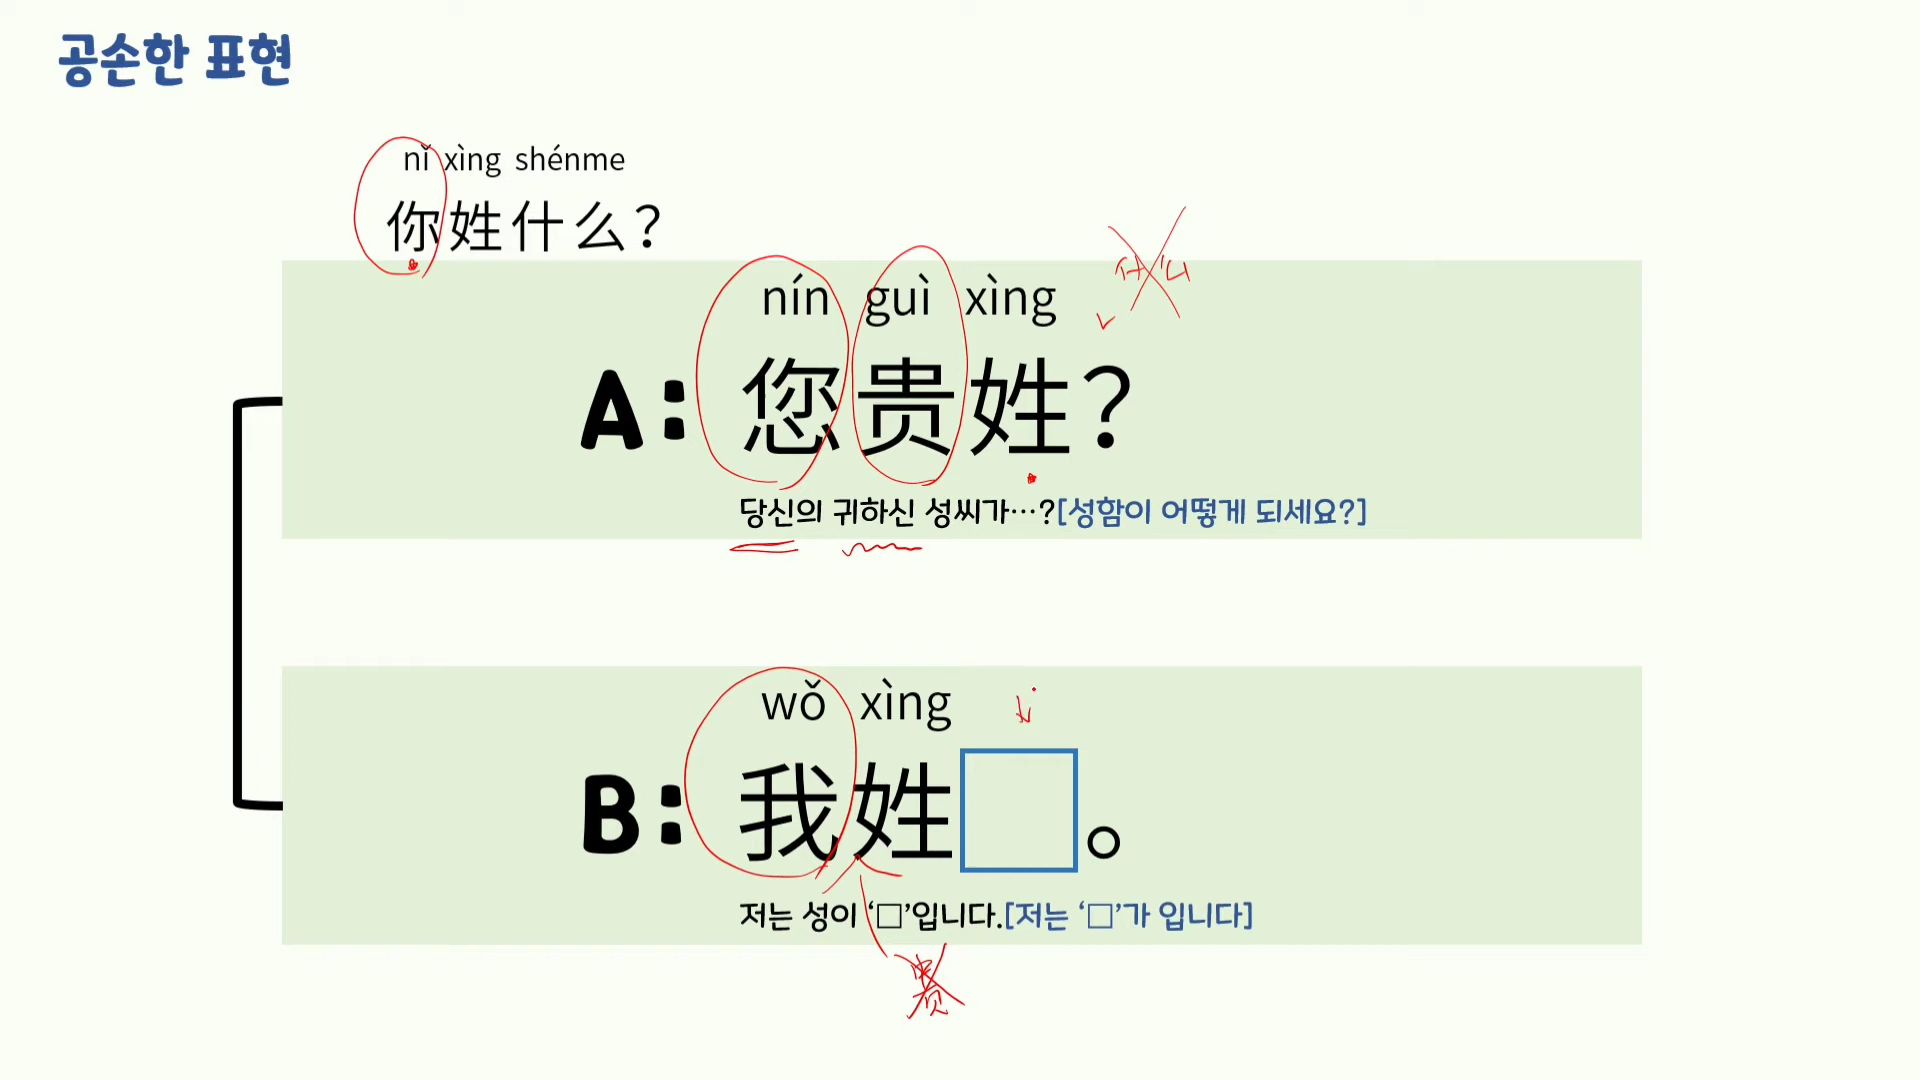 공손한 표현
nǐ xìng shénme
你姓什么?
nín guì xìng
A: 您贵姓?
당신의 귀하신 성씨가…?[성함이 어떻게 되세요?]
wǒ xìng
B: 我姓□。
저는 성이 ‘□’입니다.[저는 ‘□’가 입니다]
贵